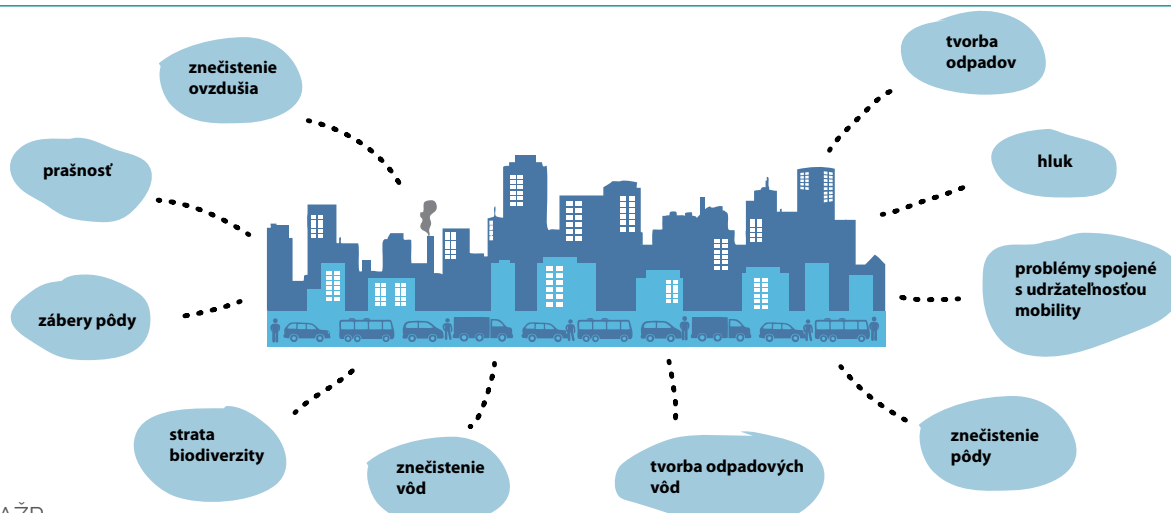 znečistenie
ovzdušia
tvorba
odpadov
prašnosť
hluk
zábery pôdy
problémy spojené
s udržateľnosťou
mobility
strata
biodiverzity
znečistenie
vôd
tvorba odpadových
vôd
znečistenie
pôdy